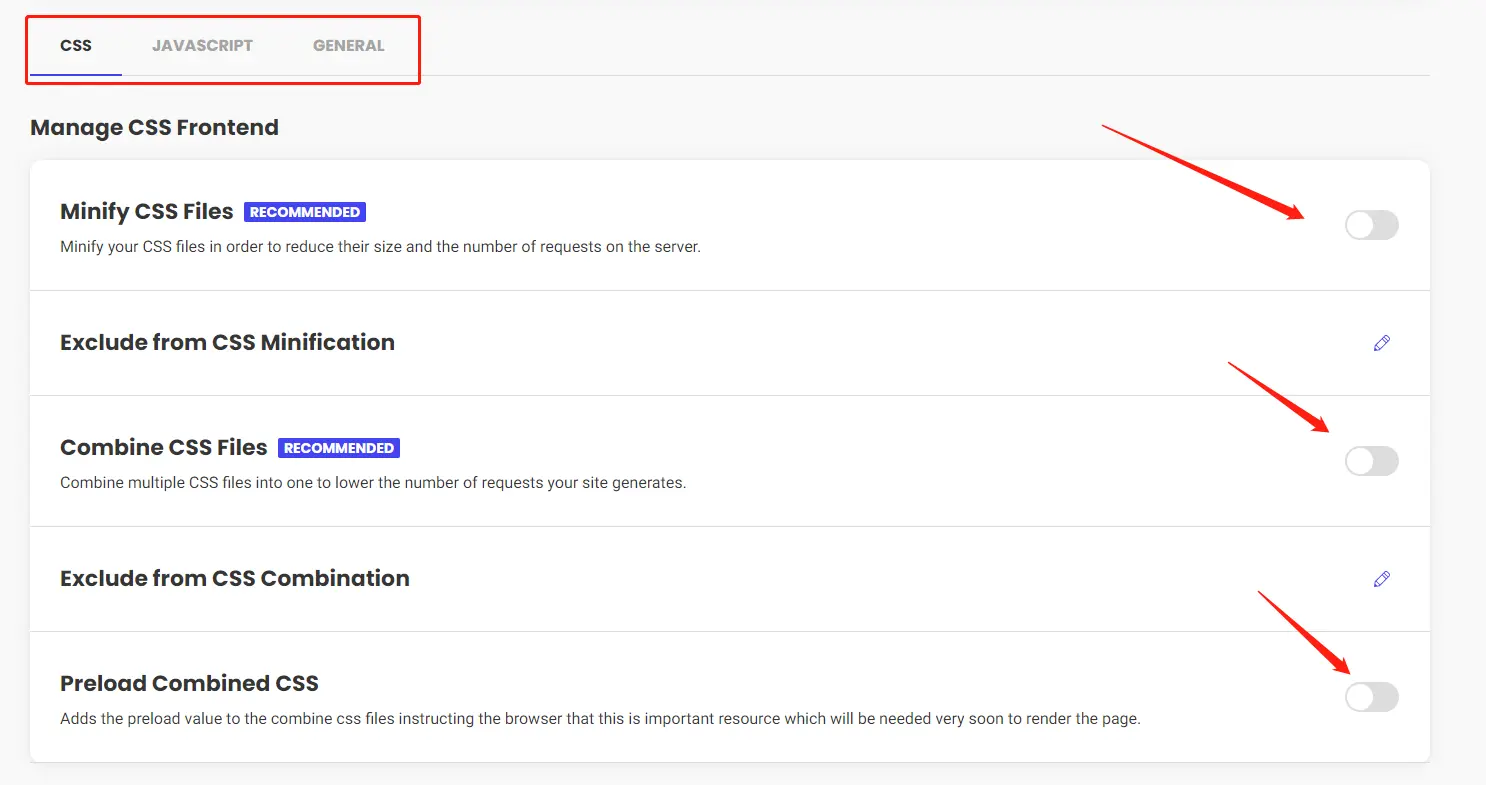 CSS JAVASCRIPT GENERAL
Manage CSS Frontend
Minify CSS Files RECOMMENDED
Minify your CSS files in order to reduce their size and the number of requests on the server.
Exclude from CSS Minification
Combine CSS Files RECOMMENDED
Combine multiple CSS files into one to lower the number of requests your site generates.
Exclude from CSS Combination
Preload Combined CSS
Adds the preload value to the combine css files instructing the browser that this is important resource which will be needed very soon to render the page.